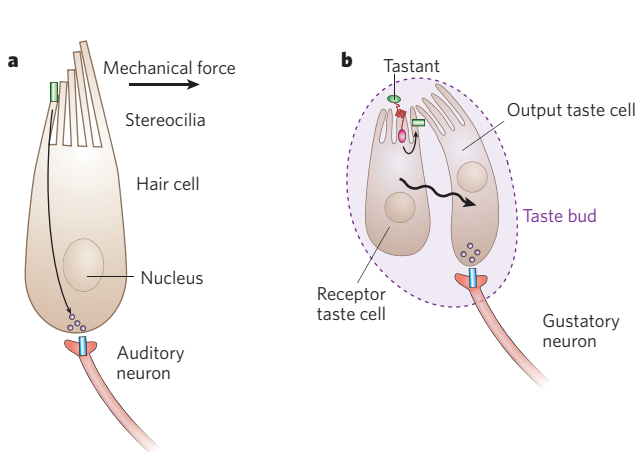 a
Mechanical force
Stereocilia
Hair cell
Nucleus
Auditory
neuron
b
Tastant
Output taste cell
Taste bud
Receptor
taste cell
Gustatory
neuron